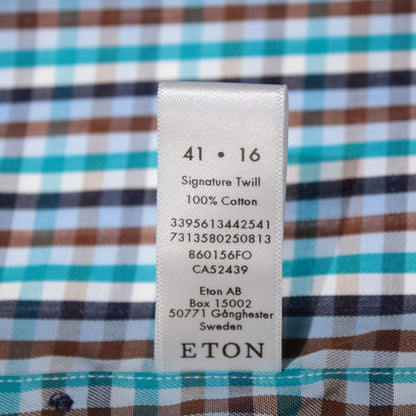 41 • 16
Signature Twill
100% Cotton
3395613442541
7313580250813
860156FO
CA52439
Eton AB
Box 15002
50771 Gånghester
Sweden
ETON